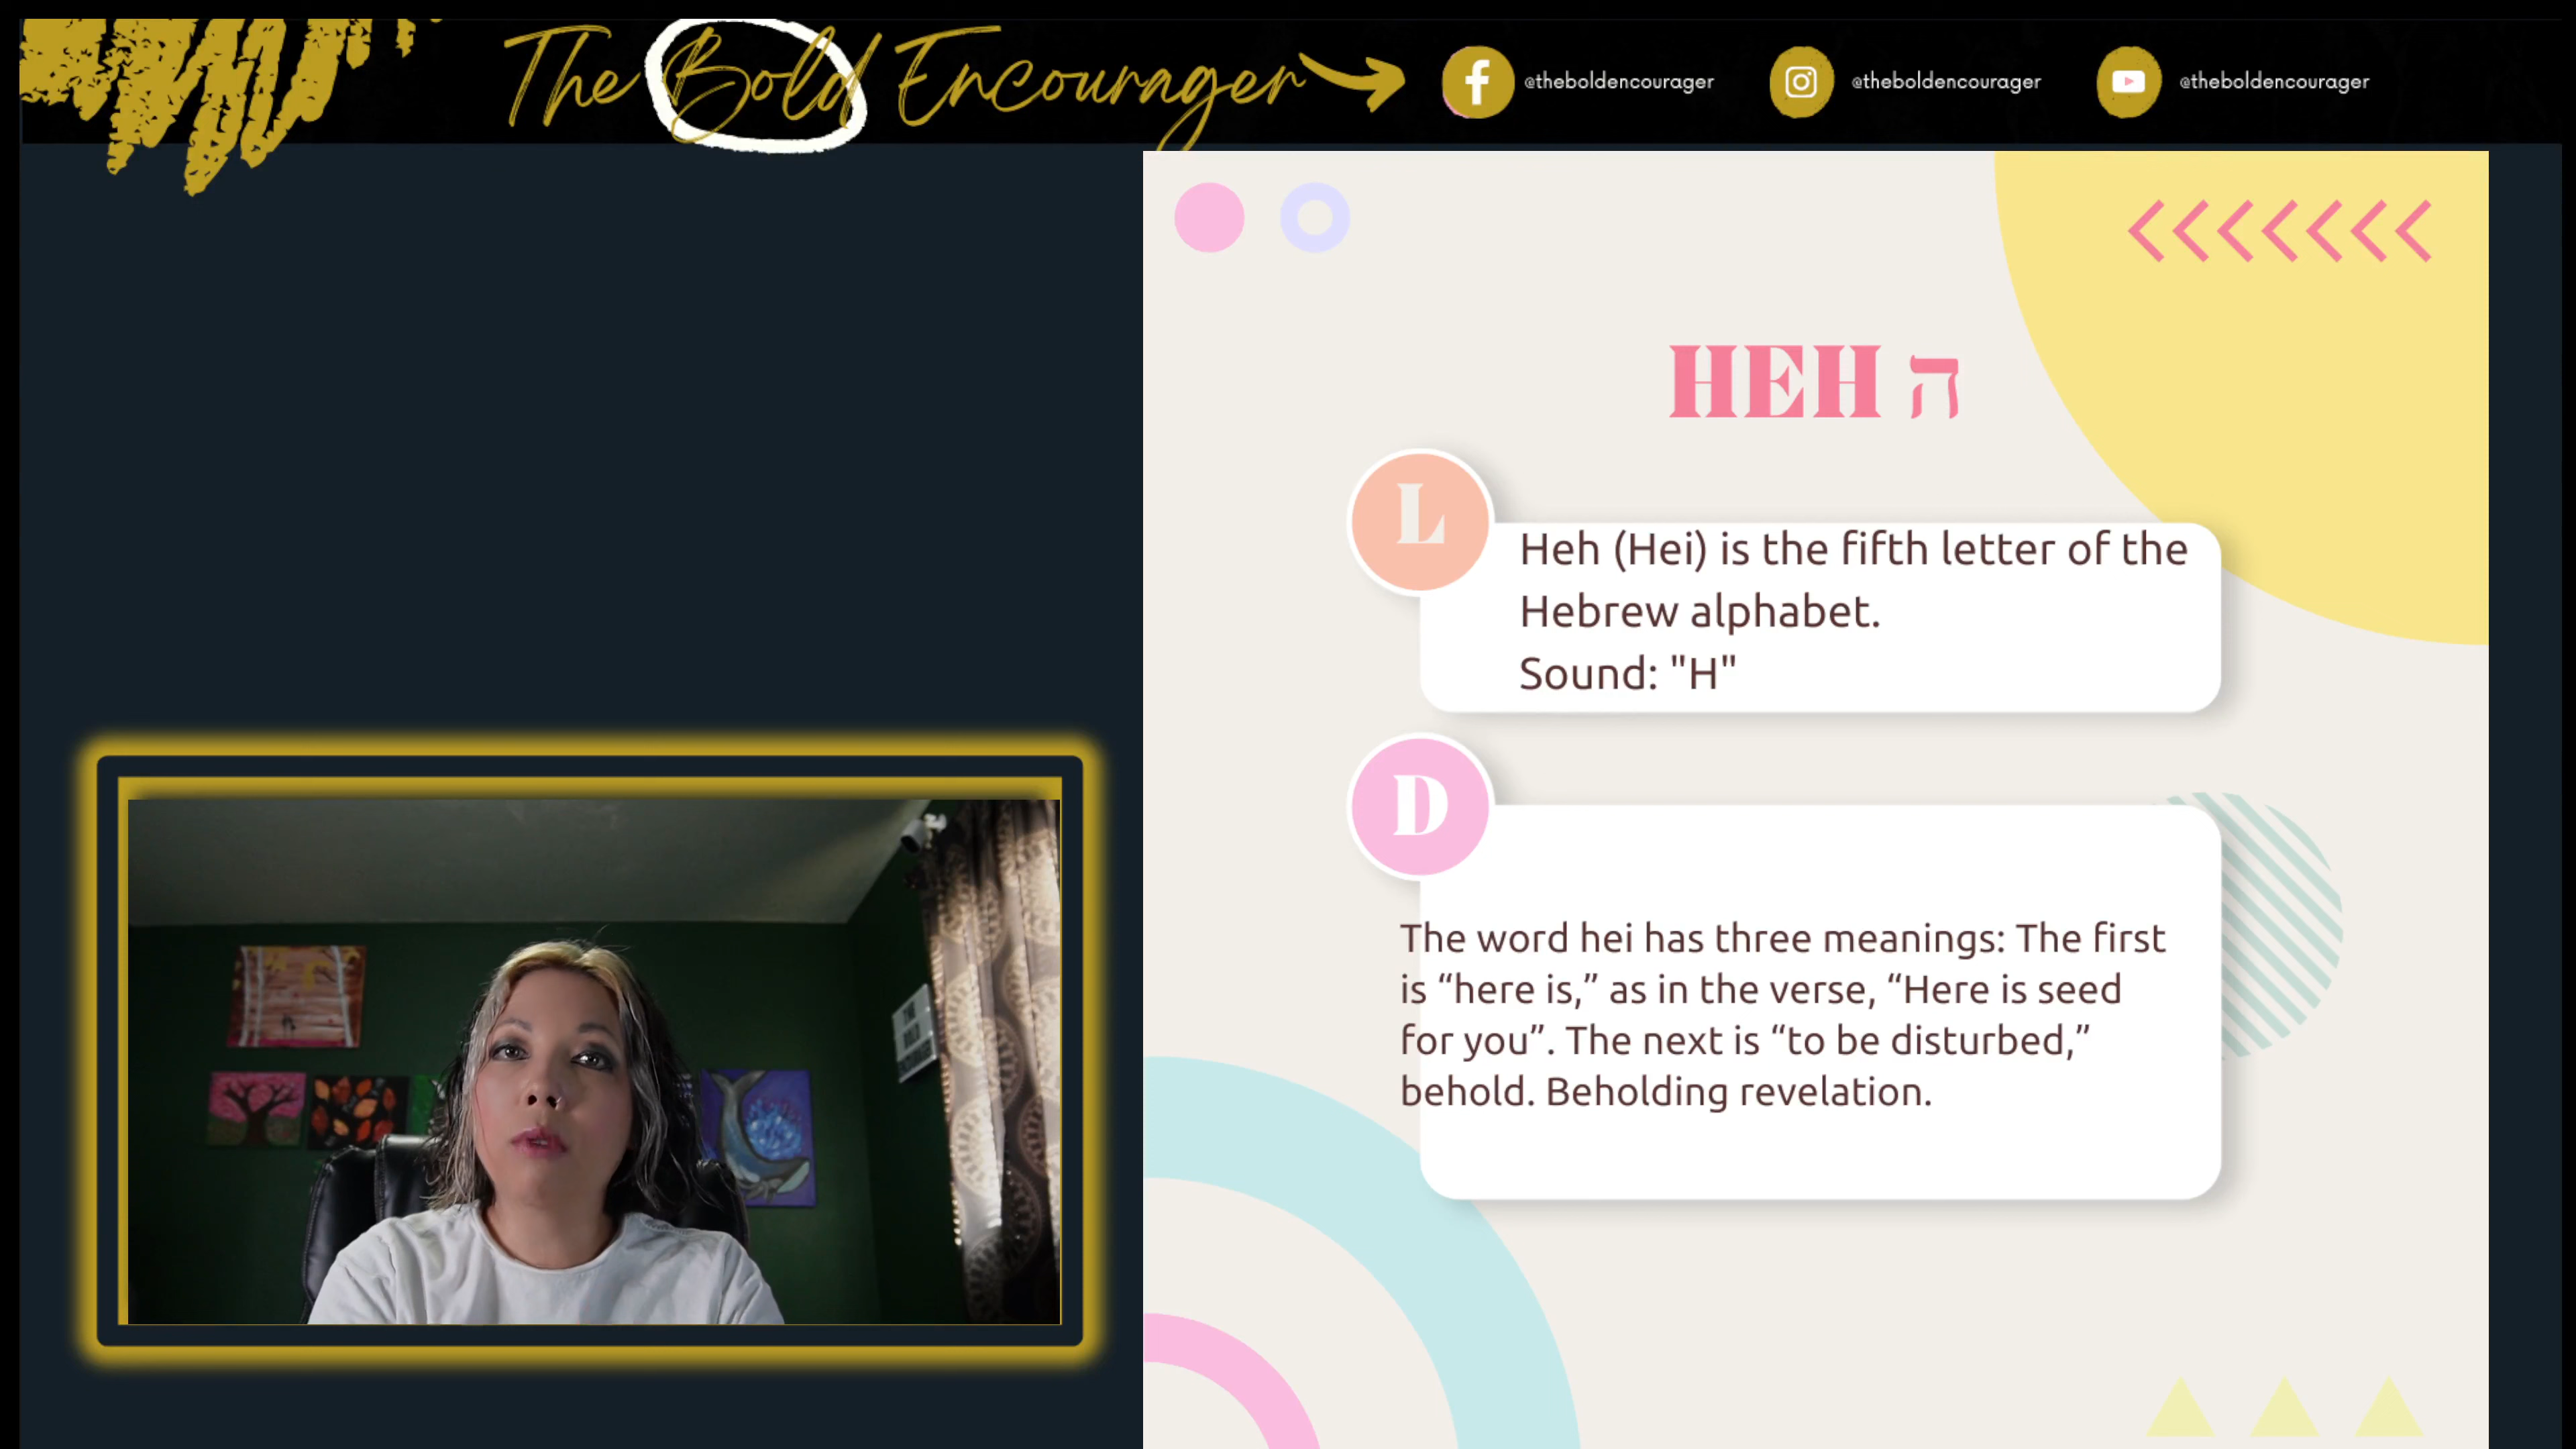 The Bold Encourager
@theboldencourager
@theboldencourager
@theboldencourager
HEH ה
L
Heh (Hei) is the fifth letter of the
Hebrew alphabet.
Sound: "H"
D
The word hei has three meanings: The first
is “here is,” as in the verse, “Here is seed
for you”. The next is “to be disturbed,”
behold. Beholding revelation.